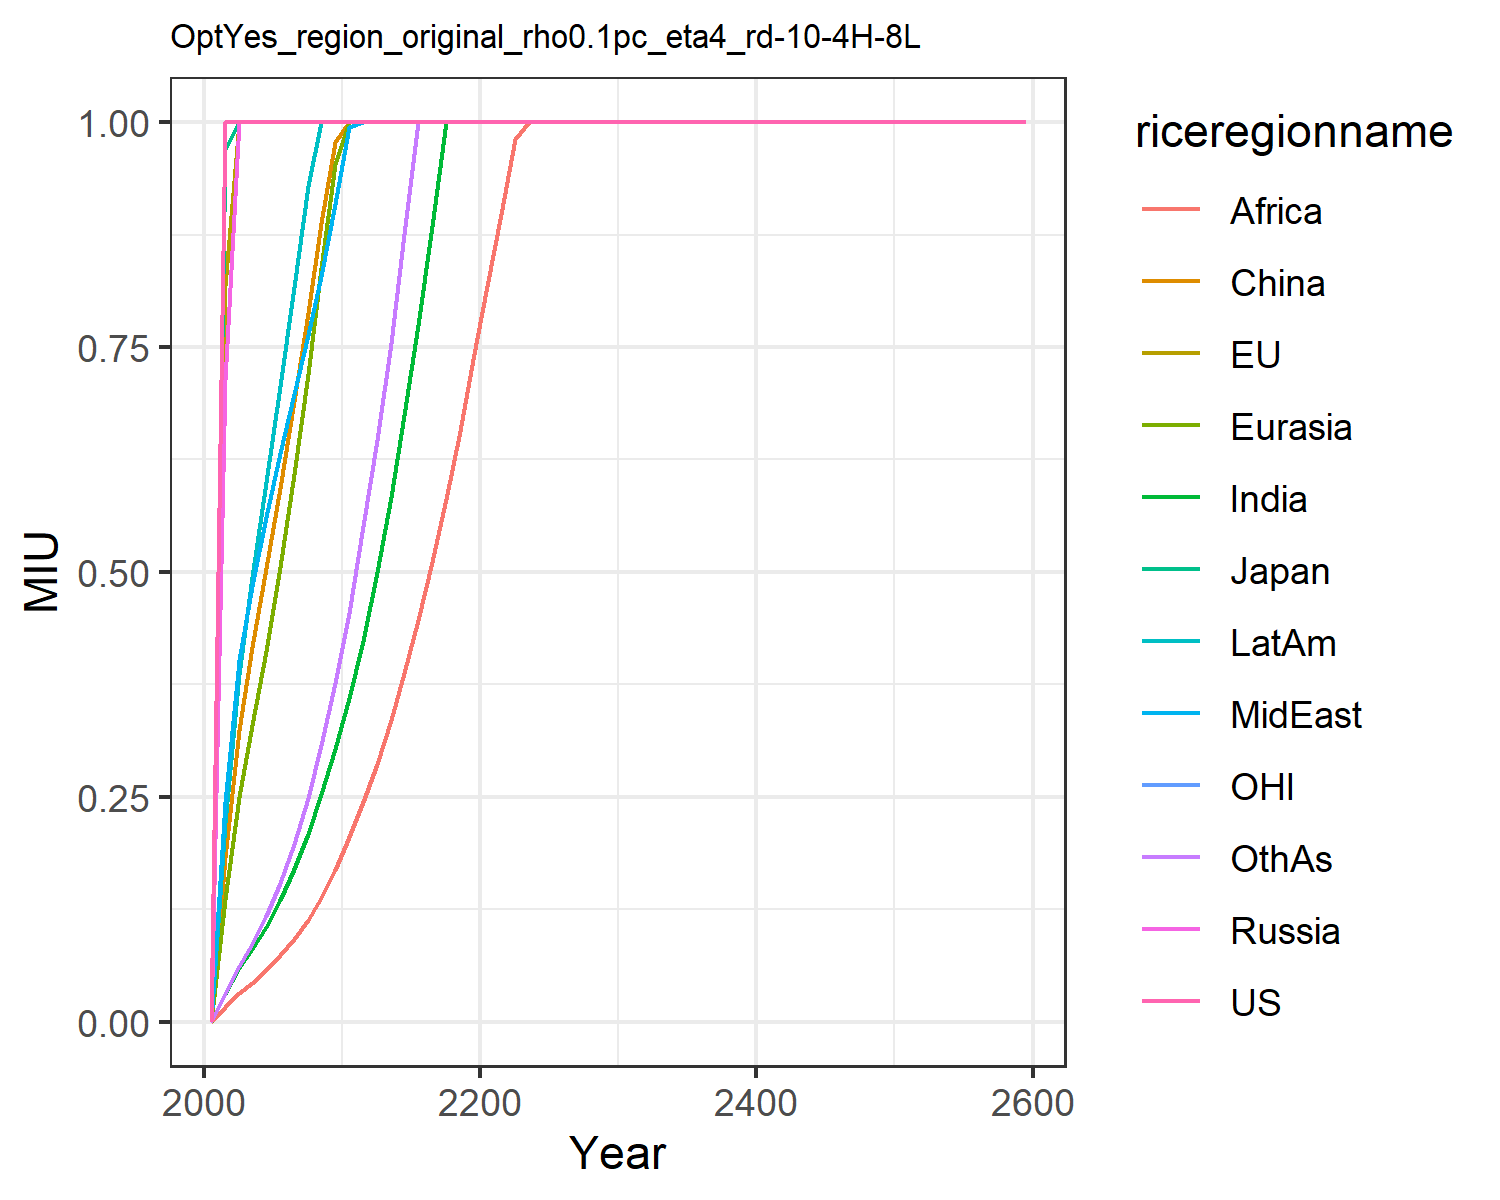 OptYes_region_original_rho0.1pc_eta4_rd-10-4H-8L
1.00
0.75
0.50
0.25
0.00
MIU
2000 2200 2400 2600
Year
riceregionname
Africa
China
EU
Eurasia
India
Japan
LatAm
MidEast
OHI
OthAs
Russia
US